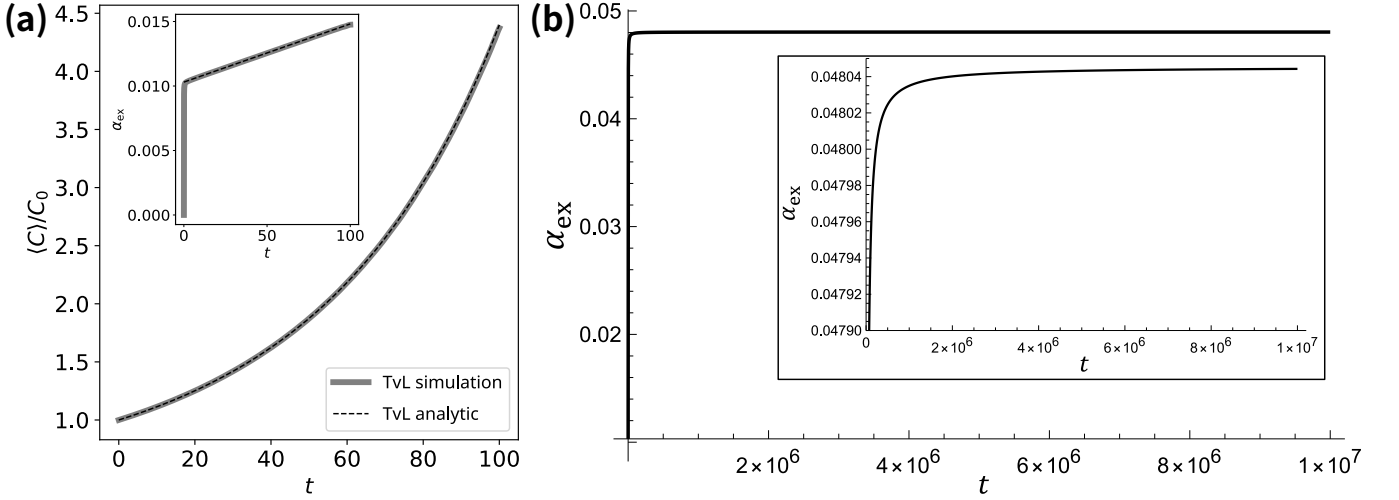 (a)
4.5
4.0
3.5
3.0
2.5
2.0
1.5
1.0
⟨C⟩/C₀
0.015
0.010
0.005
0.000
αₑₓ
0 50 100
t
TvL simulation
TvL analytic
0 20 40 60 80 100
t
(b)
0.05
0.04
0.03
0.02
αₑₓ
0.04804
0.04802
0.04800
0.04798
0.04796
0.04794
0.04792
0.04790
αₑₓ
0 2×10⁶ 4×10⁶ 6×10⁶ 8×10⁶ 1×10⁷
t
2×10⁶ 4×10⁶ 6×10⁶ 8×10⁶ 1×10⁷
t